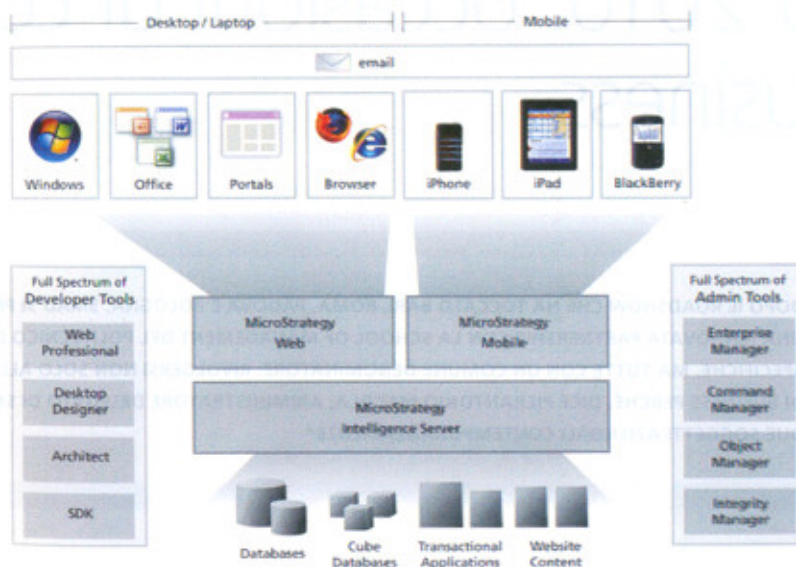 Desktop / Laptop
Mobile
email
Windows
Office
Portals
Browser
iPhone
iPad
BlackBerry
Full Spectrum of
Developer Tools
Web
Professional
Desktop
Designer
Architect
SDK
MicroStrategy
Web
MicroStrategy
Mobile
MicroStrategy
Intelligence Server
Full Spectrum of
Admin Tools
Enterprise
Manager
Command
Manager
Object
Manager
Integrity
Manager
Databases
Cube
Databases
Transactional
Applications
Website
Content